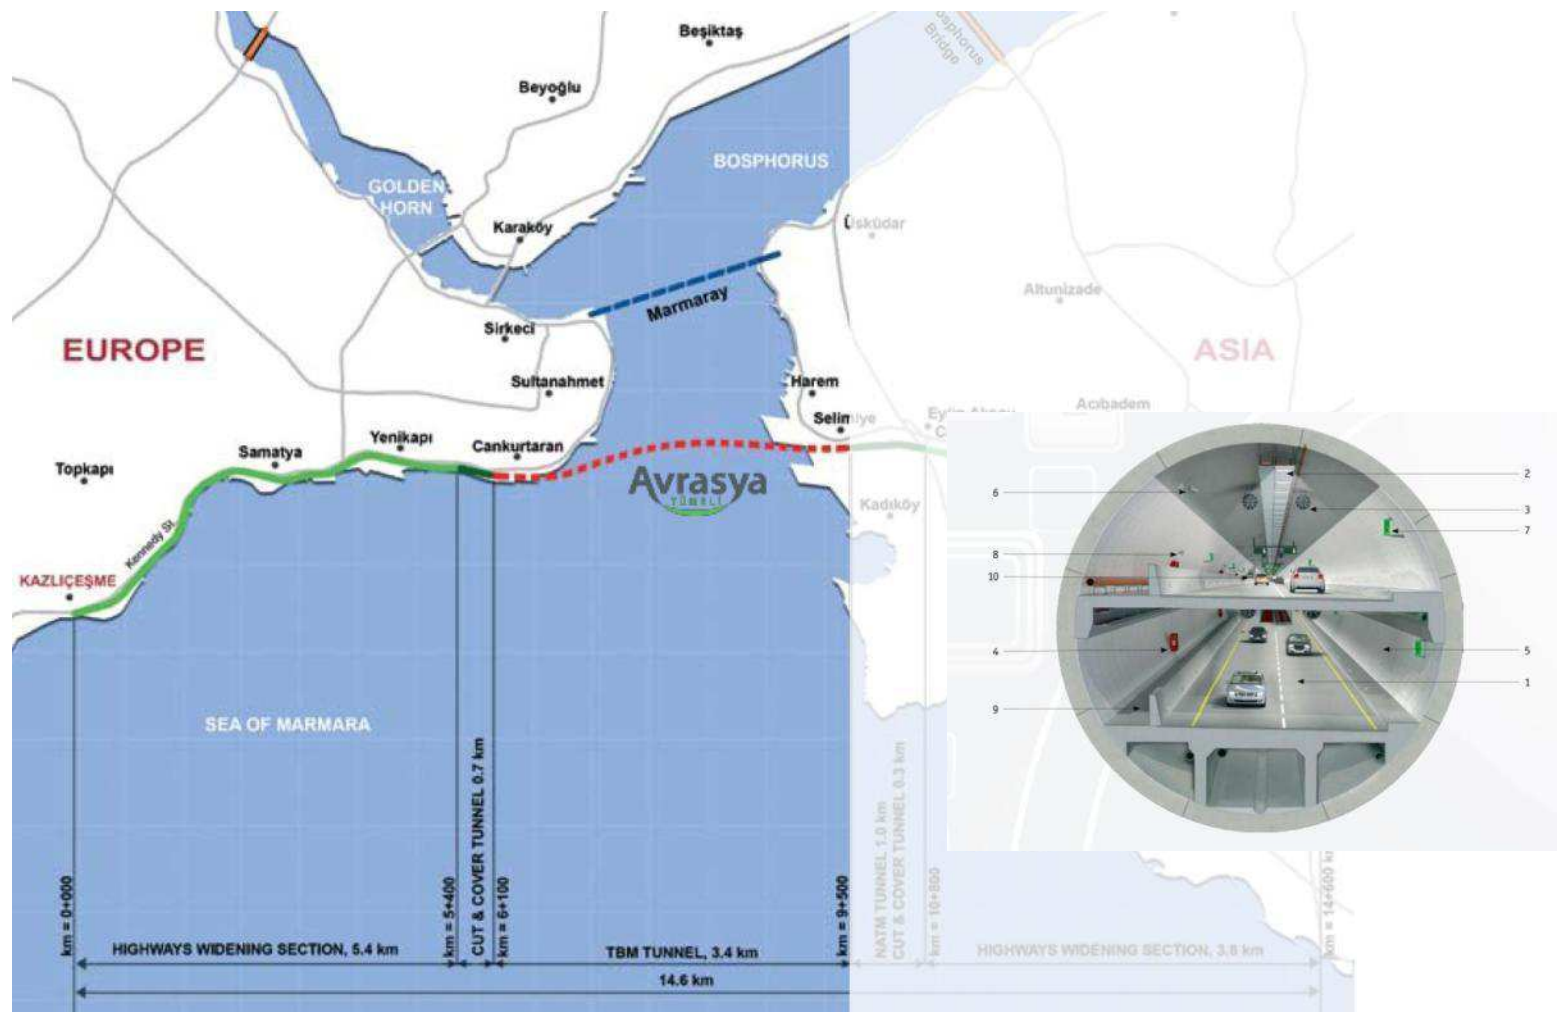 Beşiktaş
Bosphorus
Bridge
Beyoğlu
BOSPHORUS
GOLDEN
HORN
Karaköy
Üsküdar
Altunizade
Marmaray
Sirkeci
EUROPE
ASIA
Sultanahmet
Harem
Acıbadem
Selimiye
Cankurtaran
Yenikapı
Samatya
Topkapı
Avrasya
TÜNELİ
Kadıköy
Kennedy St.
KAZLIÇEŞME
2
6
3
7
8
10
4
5
1
9
SEA OF MARMARA
km = 0+000
km = 5+400
CUT & COVER TUNNEL 0.7 km
km = 6+100
km = 9+500
NATM TUNNEL 1.0 km
CUT & COVER TUNNEL 0.3 km
km = 10+800
km = 14+600 km
HIGHWAYS WIDENING SECTION, 5.4 km
TBM TUNNEL, 3.4 km
HIGHWAYS WIDENING SECTION, 3.8 km
14.6 km